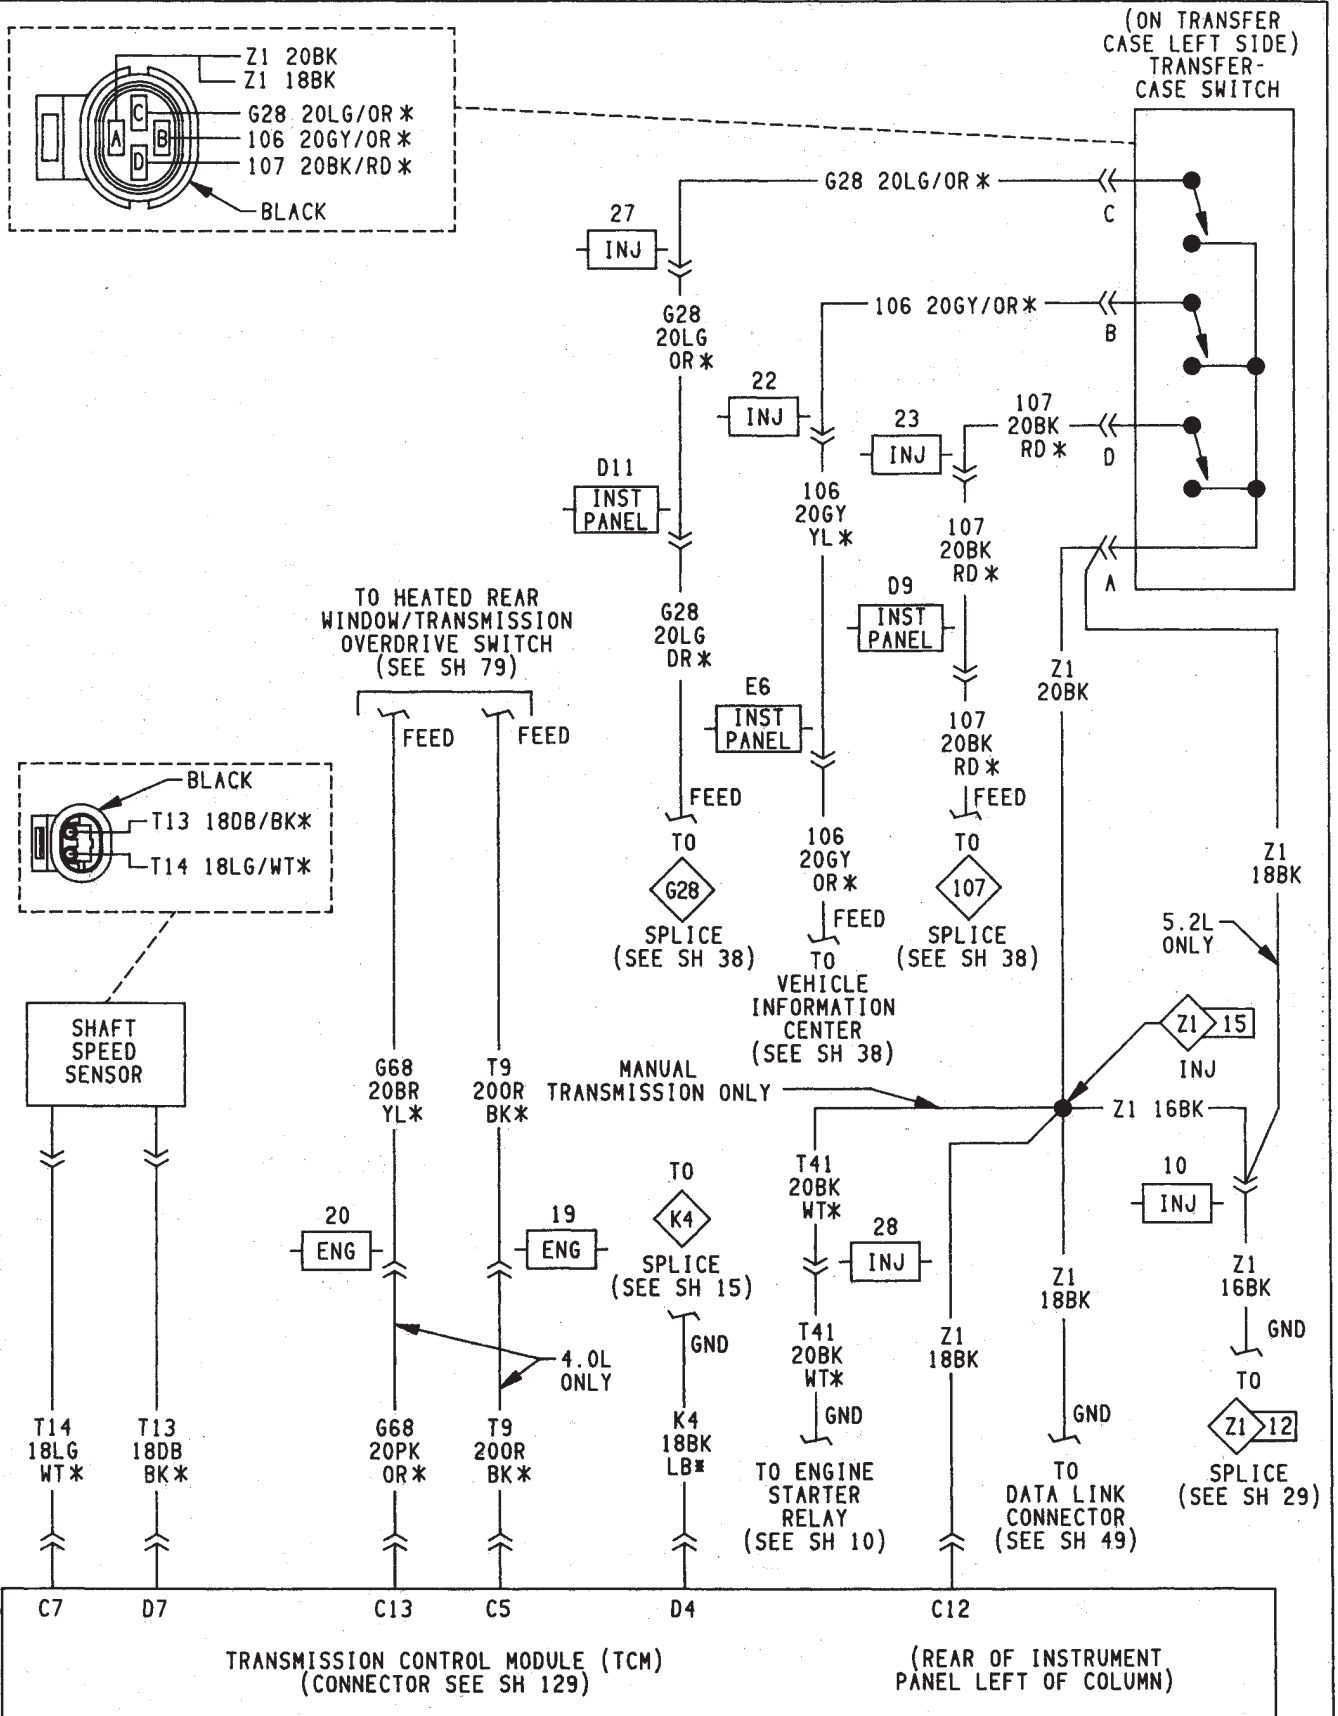 (ON TRANSFER
CASE LEFT SIDE)
TRANSFER-
CASE SWITCH
Z1 20BK
Z1 18BK
G28 20LG/OR*
106 20GY/OR*
107 20BK/RD*
BLACK
A
C
B
D
G28 20LG/OR*
C
27
INJ
G28
20LG
OR*
106 20GY/OR*
B
22
INJ
107
20BK
RD*
D
23
INJ
D11
INST
PANEL
106
20GY
YL*
107
20BK
RD*
A
D9
INST
PANEL
TO HEATED REAR
WINDOW/TRANSMISSION
OVERDRIVE SWITCH
(SEE SH 79)
FEED
FEED
G28
20LG
DR*
E6
INST
PANEL
107
20BK
RD*
Z1
20BK
BLACK
T13 18DB/BK*
T14 18LG/WT*
FEED
TO
G28
SPLICE
(SEE SH 38)
106
20GY
OR*
FEED
TO
VEHICLE
INFORMATION
CENTER
(SEE SH 38)
FEED
TO
107
SPLICE
(SEE SH 38)
Z1
18BK
5.2L
ONLY
Z1 15
INJ
SHAFT
SPEED
SENSOR
G68
20BR
YL*
T9
20OR
BK*
MANUAL
TRANSMISSION ONLY
Z1 16BK
10
INJ
T41
20BK
WT*
28
INJ
TO
K4
SPLICE
(SEE SH 15)
GND
20
ENG
19
ENG
4.0L
ONLY
T41
20BK
WT*
GND
TO ENGINE
STARTER
RELAY
(SEE SH 10)
Z1
18BK
Z1
18BK
GND
TO
DATA LINK
CONNECTOR
(SEE SH 49)
Z1
16BK
GND
TO
Z1 12
SPLICE
(SEE SH 29)
T14
18LG
WT*
T13
18DB
BK*
G68
20PK
OR*
T9
20OR
BK*
K4
18BK
LB*
C7
D7
C13
C5
D4
C12
TRANSMISSION CONTROL MODULE (TCM)
(CONNECTOR SEE SH 129)
(REAR OF INSTRUMENT
PANEL LEFT OF COLUMN)